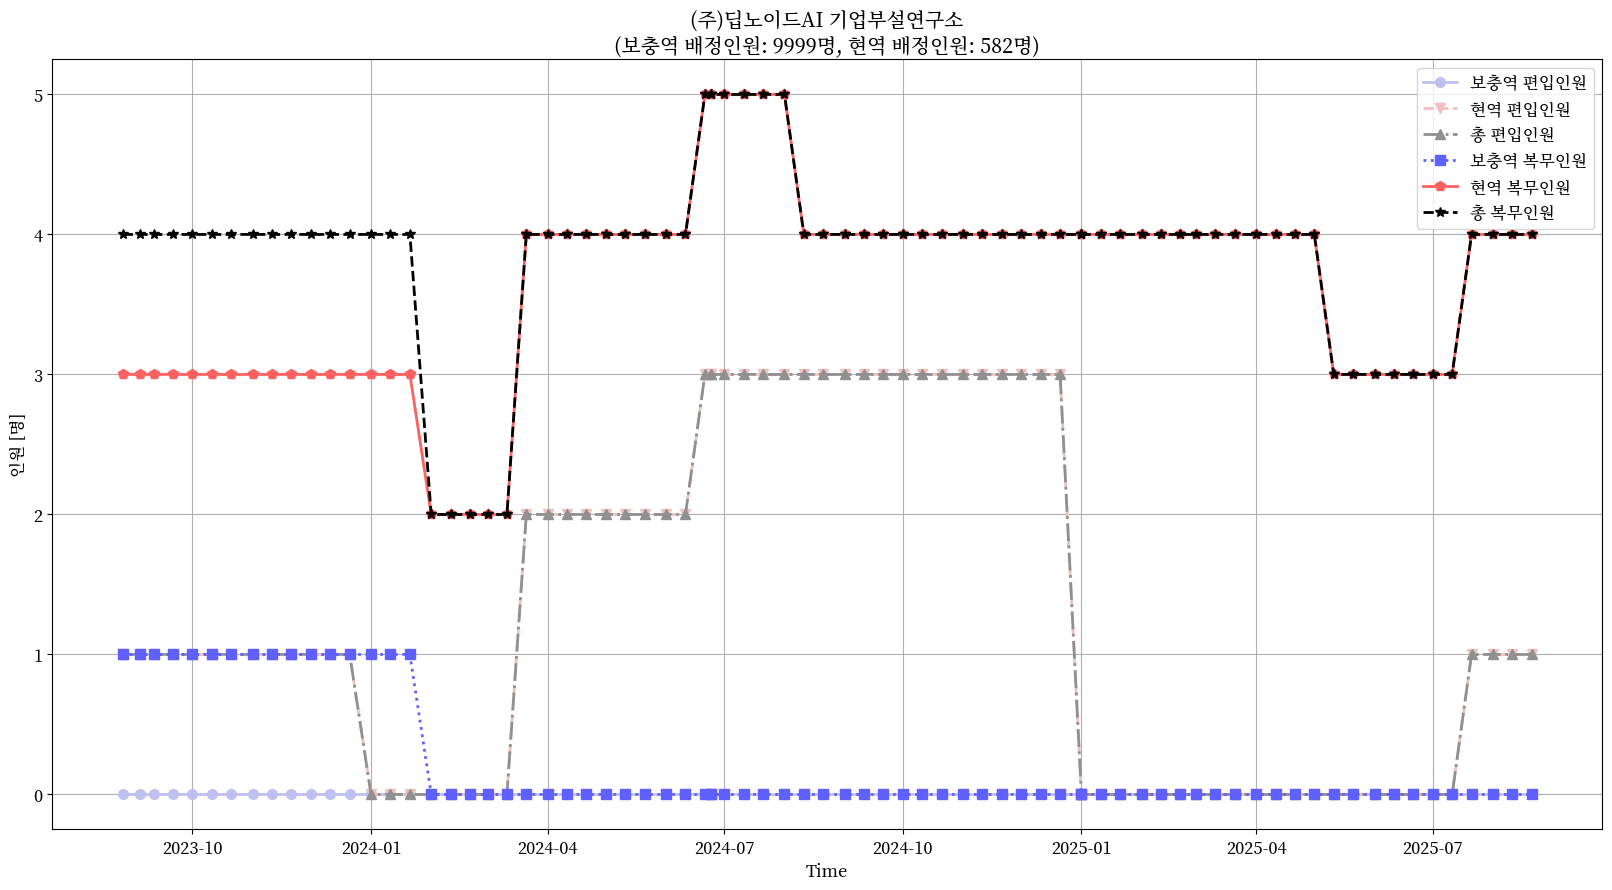 (주)딥노이드AI 기업부설연구소
(보충역 배정인원: 9999명, 현역 배정인원: 582명)
보충역 편입인원
현역 편입인원
총 편입인원
보충역 복무인원
현역 복무인원
총 복무인원
인원 [명]
5
4
3
2
1
0
2023-10
2024-01
2024-04
2024-07
2024-10
2025-01
2025-04
2025-07
Time